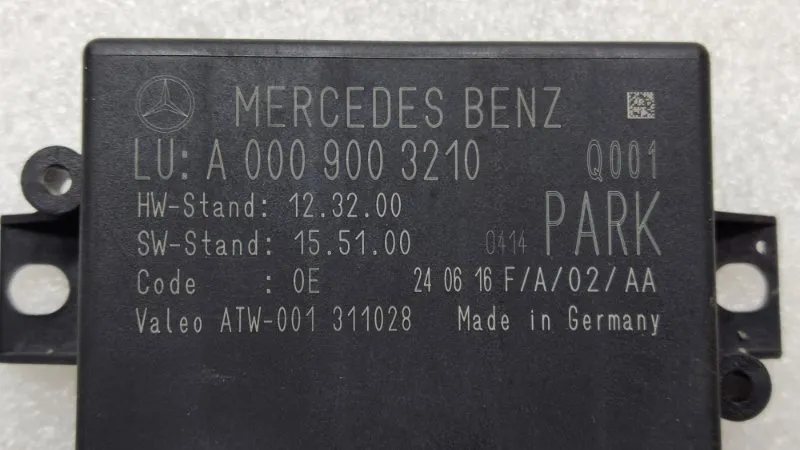 MERCEDES BENZ
LU: A 000 900 3210 Q001
HW-Stand: 12.32.00
SW-Stand: 15.51.00 0414 PARK
Code : 0E 24 06 16 F/A/02/AA
Valeo ATW-001 311028 Made in Germany